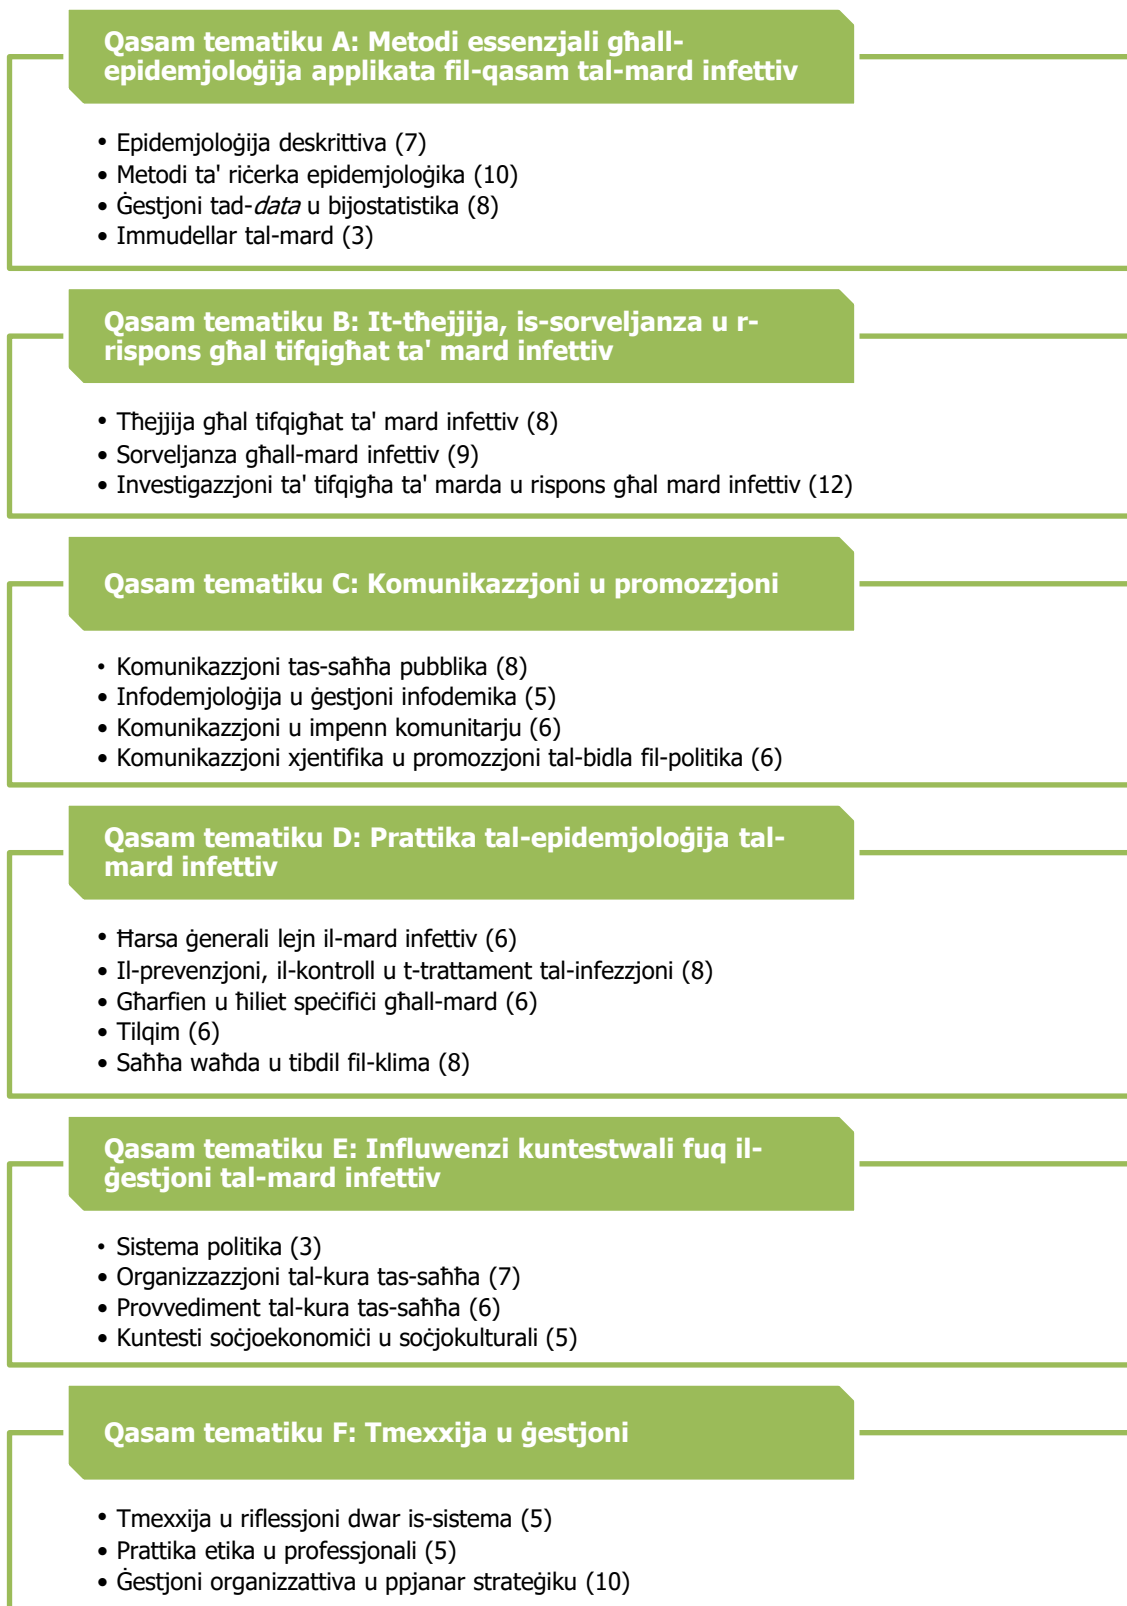 Qasam tematiku A: Metodi essenzjali għall-
epidemjoloġija applikata fil-qasam tal-mard infettiv
• Epidemjoloġija deskrittiva (7)
• Metodi ta' riċerka epidemjoloġika (10)
• Ġestjoni tad-data u bijostatistika (8)
• Immudellar tal-mard (3)
Qasam tematiku B: It-tħejjija, is-sorveljanza u r-
rispons għal tifqigħat ta' mard infettiv
• Tħejjija għal tifqigħat ta' mard infettiv (8)
• Sorveljanza għall-mard infettiv (9)
• Investigazzjoni ta' tifqigħa ta' marda u rispons għal mard infettiv (12)
Qasam tematiku C: Komunikazzjoni u promozzjoni
• Komunikazzjoni tas-saħħa pubblika (8)
• Infodemjoloġija u ġestjoni infodemika (5)
• Komunikazzjoni u impenn komunitarju (6)
• Komunikazzjoni xjentifika u promozzjoni tal-bidla fil-politika (6)
Qasam tematiku D: Prattika tal-epidemjoloġija tal-
mard infettiv
• Ħarsa ġenerali lejn il-mard infettiv (6)
• Il-prevenzjoni, il-kontroll u t-trattament tal-infezzjoni (8)
• Għarfien u ħiliet speċifiċi għall-mard (6)
• Tilqim (6)
• Saħħa waħda u tibdil fil-klima (8)
Qasam tematiku E: Influwenzi kuntestwali fuq il-
ġestjoni tal-mard infettiv
• Sistema politika (3)
• Organizzazzjoni tal-kura tas-saħħa (7)
• Provvediment tal-kura tas-saħħa (6)
• Kuntesti soċjoekonomiċi u soċjokulturali (5)
Qasam tematiku F: Tmexxija u ġestjoni
• Tmexxija u riflessjoni dwar is-sistema (5)
• Prattika etika u professjonali (5)
• Ġestjoni organizzattiva u ppjanar strateġiku (10)